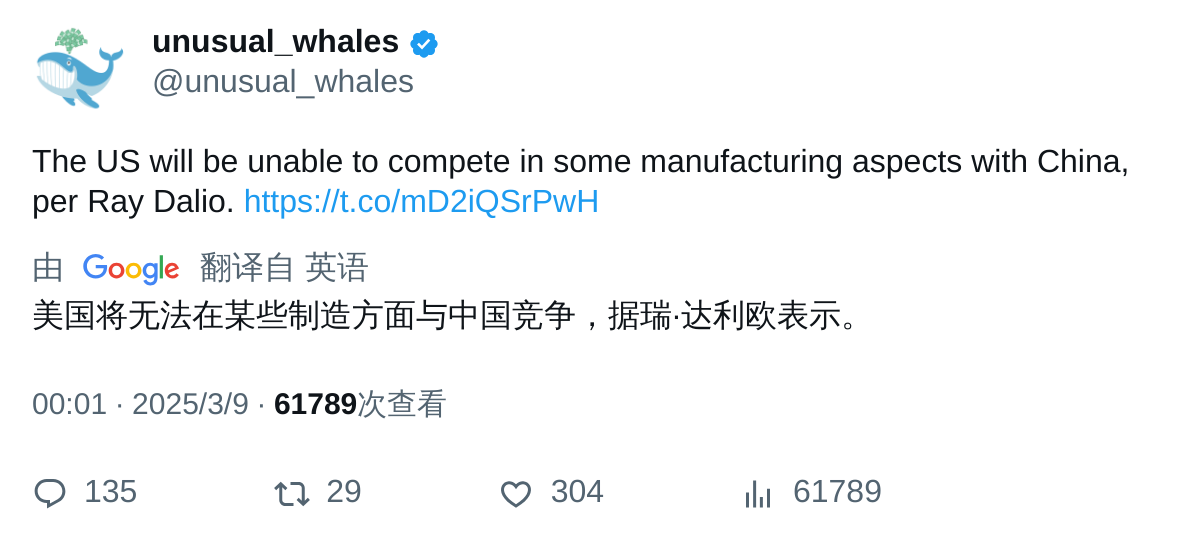 unusual_whales
@unusual_whales
The US will be unable to compete in some manufacturing aspects with China,
per Ray Dalio. https://t.co/mD2iQSrPwH
由 Google 翻译自 英语
美国将无法在某些制造方面与中国竞争，据瑞·达利欧表示。
00:01 · 2025/3/9 · 61789次查看
135 29 304 61789